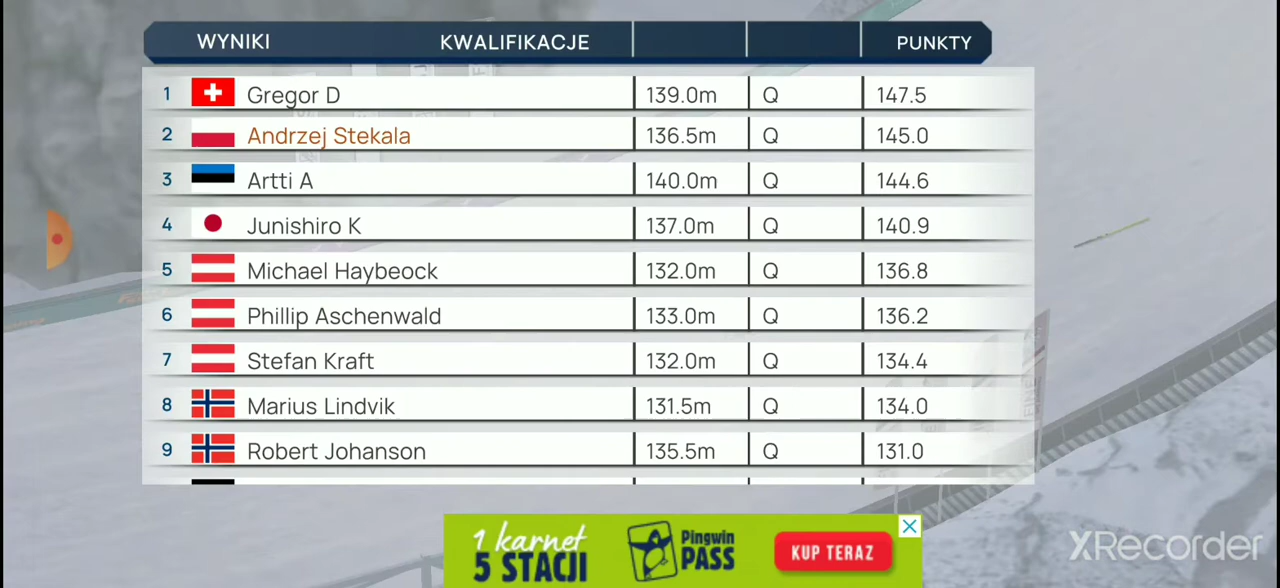 WYNIKI KWALIFIKACJE PUNKTY
1 Gregor D 139.0m Q 147.5
2 Andrzej Stekala 136.5m Q 145.0
3 Artti A 140.0m Q 144.6
4 Junishiro K 137.0m Q 140.9
5 Michael Haybeock 132.0m Q 136.8
6 Phillip Aschenwald 133.0m Q 136.2
7 Stefan Kraft 132.0m Q 134.4
8 Marius Lindvik 131.5m Q 134.0
9 Robert Johanson 135.5m Q 131.0
1 karnet
5 STACJI
Pingwin
PASS
KUP TERAZ
XRecorder